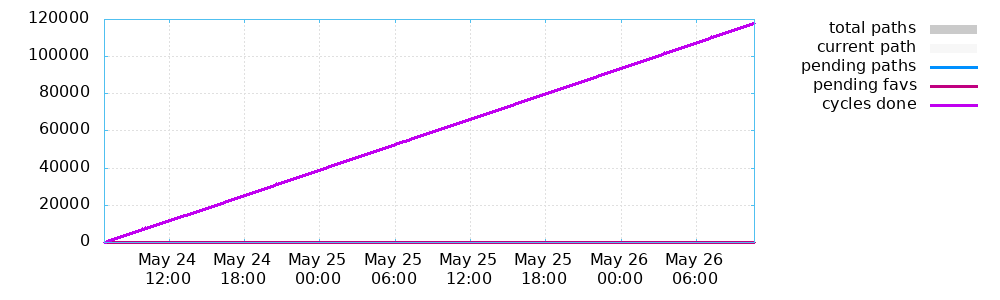 120000
100000
80000
60000
40000
20000
0
May 24 May 24 May 25 May 25 May 25 May 25 May 26 May 26
12:00 18:00 00:00 06:00 12:00 18:00 00:00 06:00
total paths
current path
pending paths
pending favs
cycles done